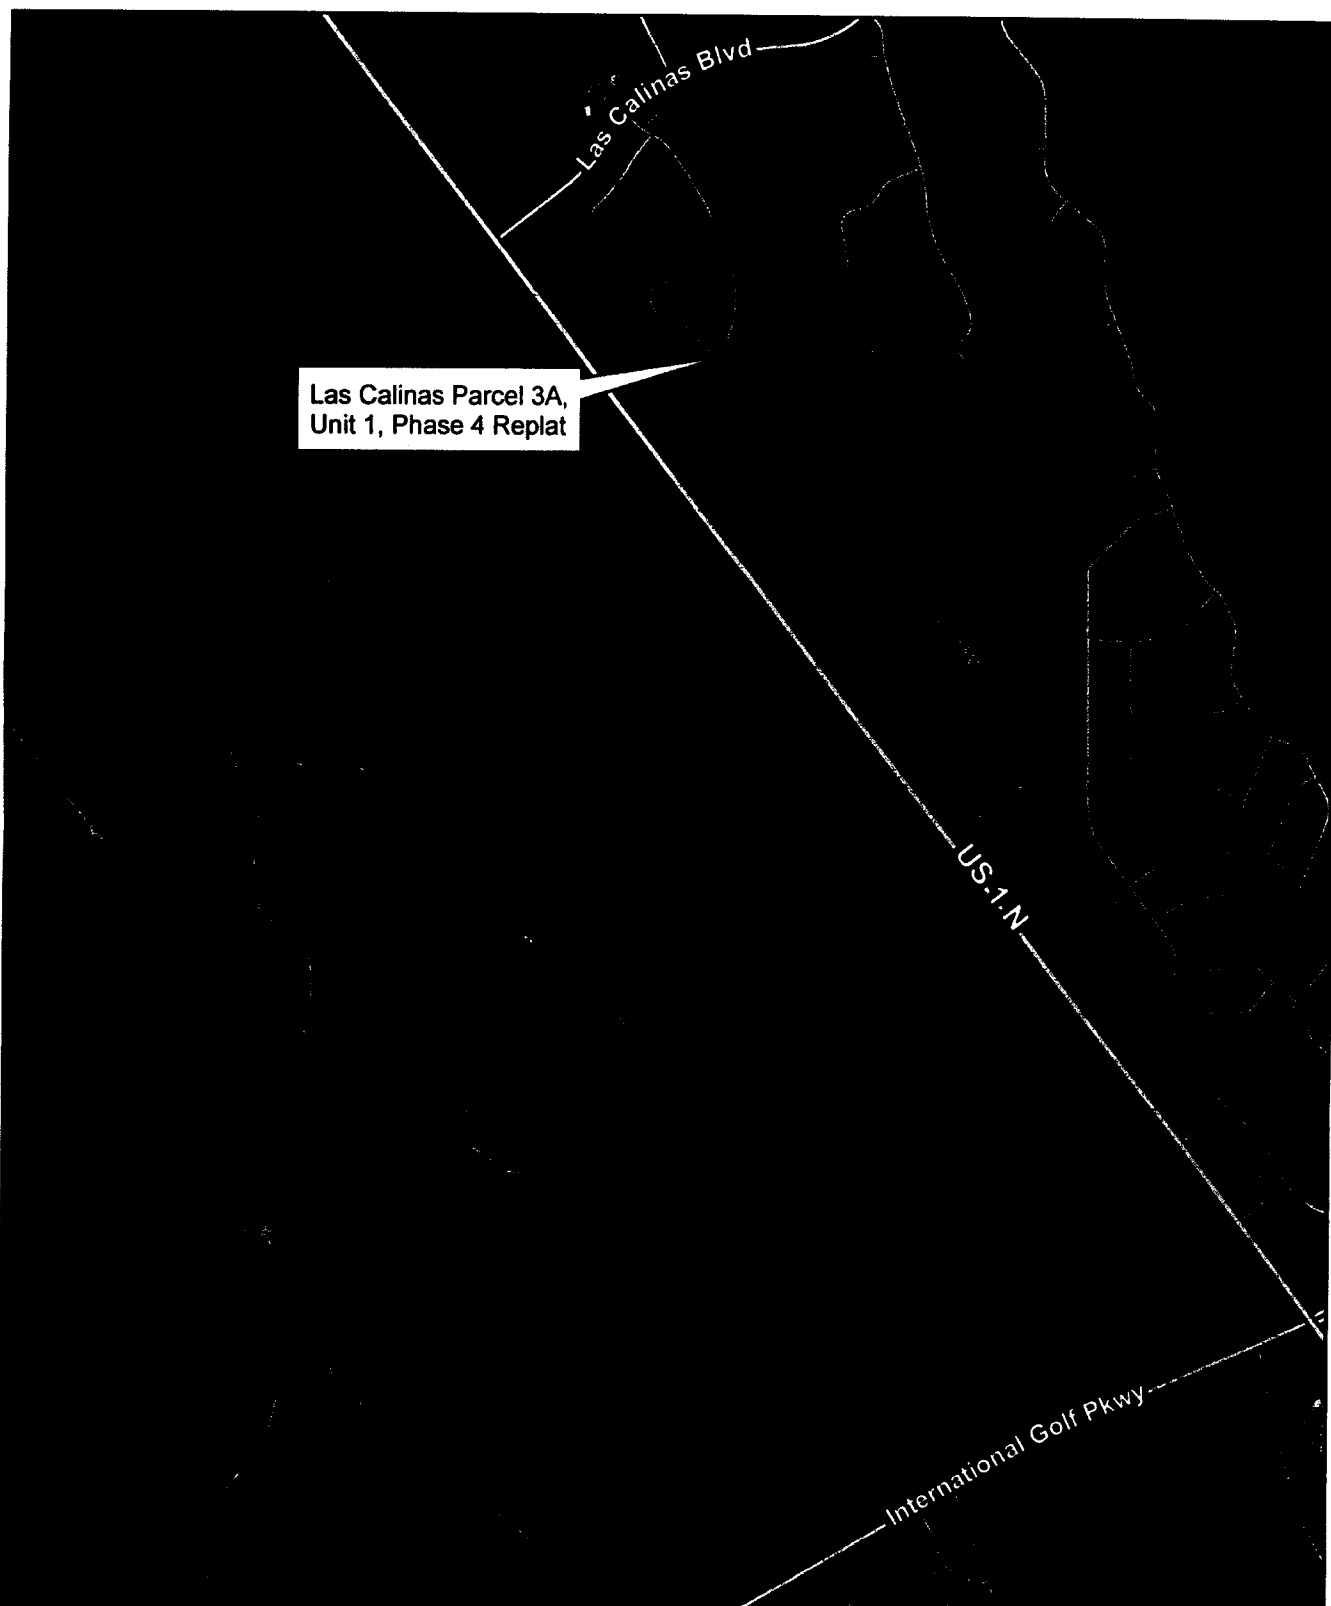 Las Calinas Blvd
Las Calinas Parcel 3A,
Unit 1, Phase 4 Replat
US 1 N
International Golf Pkwy